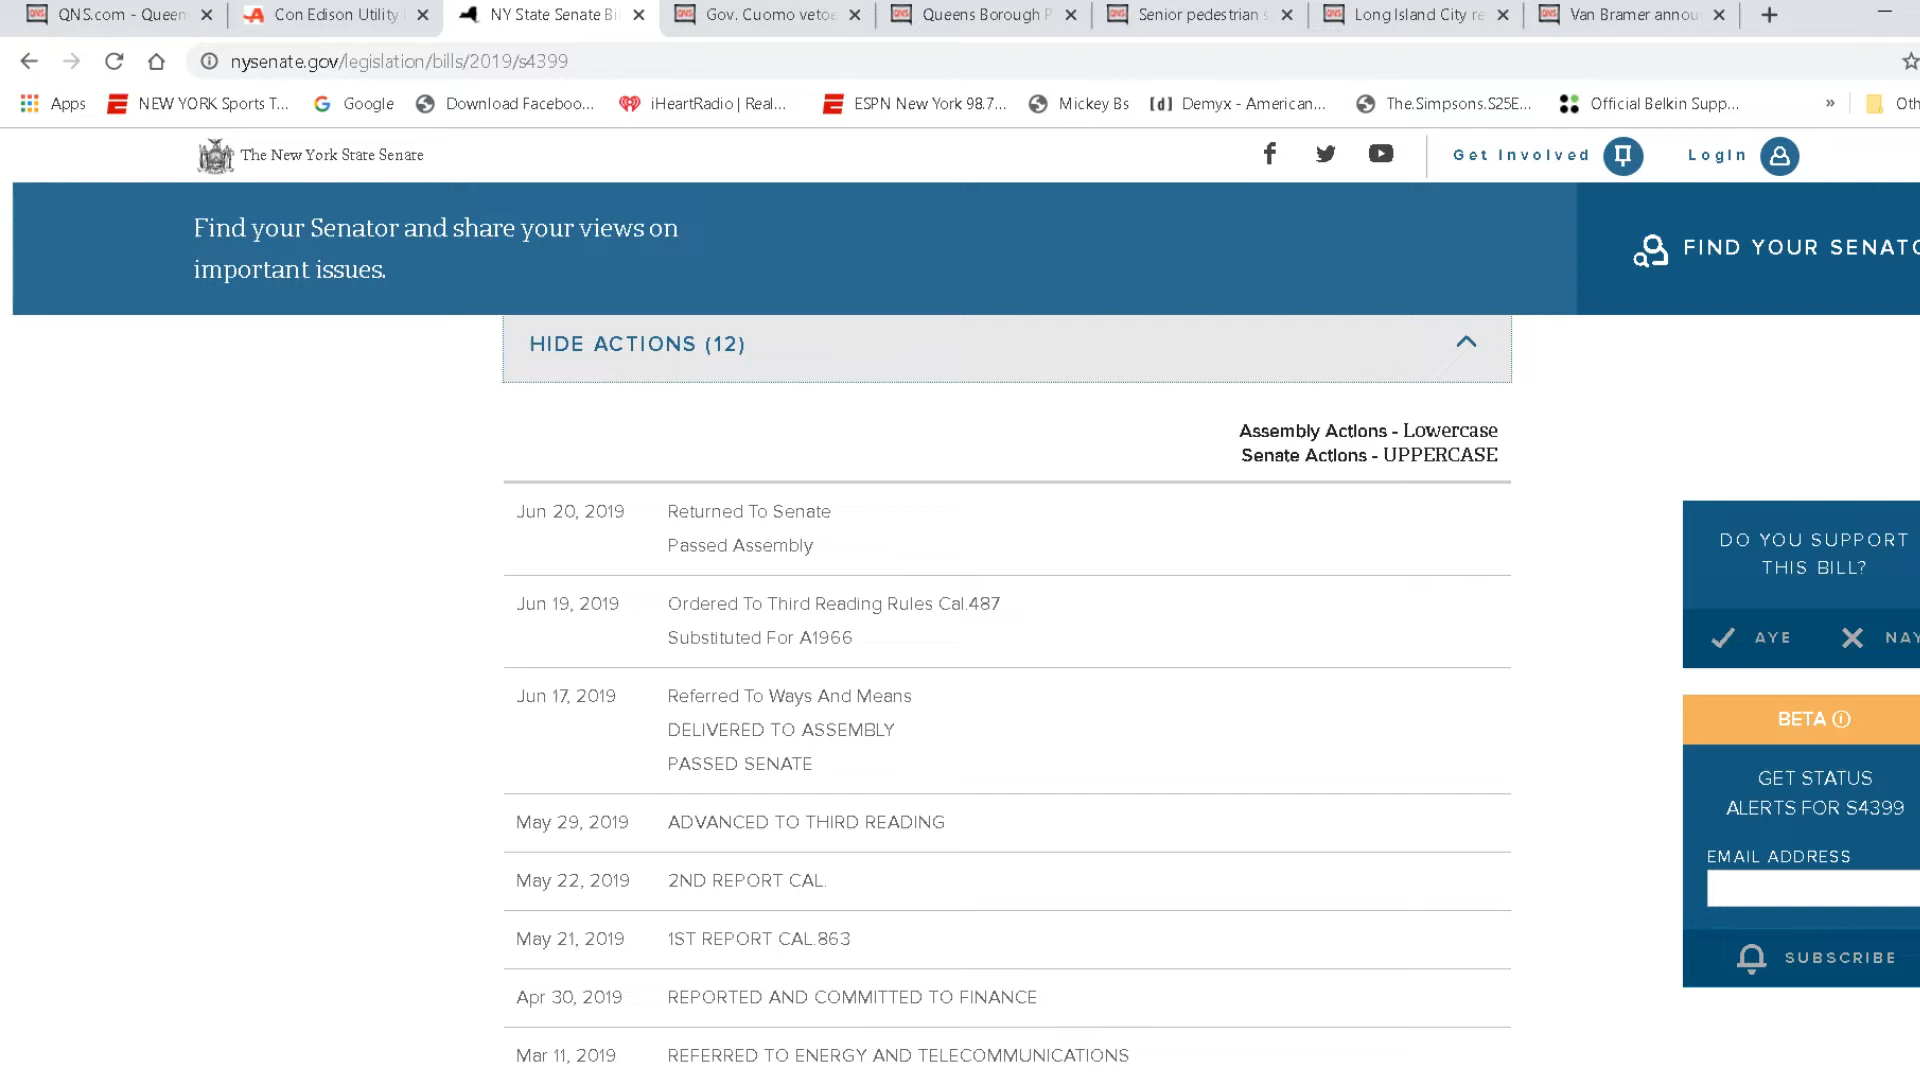 QNS.com - Queen
Con Edison Utility
NY State Senate Bi
Gov. Cuomo vetoe
Queens Borough P
Senior pedestrian s
Long Island City re
Van Bramer annou
nysenate.gov/legislation/bills/2019/s4399
Apps
NEW YORK Sports T...
Google
Download Faceboo...
iHeartRadio | Real...
ESPN New York 98.7...
Mickey Bs
[d] Demyx - American...
The.Simpsons.S25E...
Official Belkin Supp...
»
Oth
The New York State Senate
Get Involved
Login
Find your Senator and share your views on
important issues.
FIND YOUR SENATO
HIDE ACTIONS (12)
Assembly Actions - Lowercase
Senate Actions - UPPERCASE
Jun 20, 2019 Returned To Senate
Passed Assembly
Jun 19, 2019 Ordered To Third Reading Rules Cal.487
Substituted For A1966
Jun 17, 2019 Referred To Ways And Means
DELIVERED TO ASSEMBLY
PASSED SENATE
May 29, 2019 ADVANCED TO THIRD READING
May 22, 2019 2ND REPORT CAL.
May 21, 2019 1ST REPORT CAL.863
Apr 30, 2019 REPORTED AND COMMITTED TO FINANCE
Mar 11, 2019 REFERRED TO ENERGY AND TELECOMMUNICATIONS
DO YOU SUPPORT
THIS BILL?
AYE
NAY
BETA
GET STATUS
ALERTS FOR S4399
EMAIL ADDRESS
SUBSCRIBE